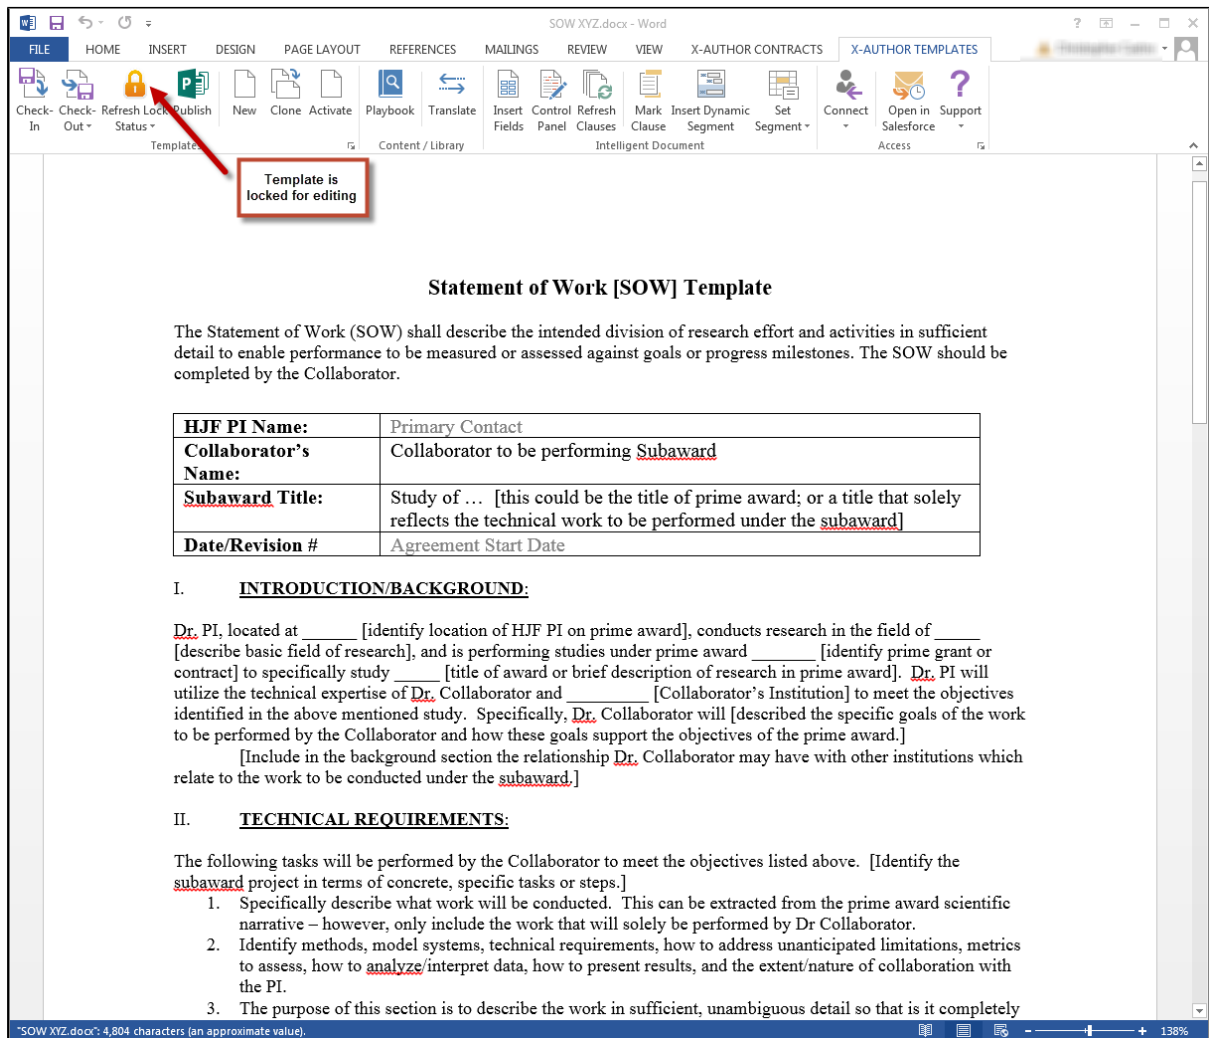 SOW XYZ.docx - Word
FILE HOME INSERT DESIGN PAGE LAYOUT REFERENCES MAILINGS REVIEW VIEW X-AUTHOR CONTRACTS X-AUTHOR TEMPLATES
Check-In Check-Out Refresh Lock Status Publish New Clone Activate Playbook Translate Insert Fields Control Panel Refresh Clauses Mark Clause Insert Dynamic Segment Set Segment Connect Open in Salesforce Support
Templates Content / Library Intelligent Document Access
Template is
locked for editing
Statement of Work [SOW] Template
The Statement of Work (SOW) shall describe the intended division of research effort and activities in sufficient
detail to enable performance to be measured or assessed against goals or progress milestones. The SOW should be
completed by the Collaborator.
HJF PI Name: Primary Contact
Collaborator's Name: Collaborator to be performing Subaward
Subaward Title: Study of … [this could be the title of prime award; or a title that solely
reflects the technical work to be performed under the subaward]
Date/Revision # Agreement Start Date
I. INTRODUCTION/BACKGROUND:
Dr. PI, located at ______ [identify location of HJF PI on prime award], conducts research in the field of _____
[describe basic field of research], and is performing studies under prime award _______ [identify prime grant or
contract] to specifically study _____ [title of award or brief description of research in prime award]. Dr. PI will
utilize the technical expertise of Dr. Collaborator and _________ [Collaborator's Institution] to meet the objectives
identified in the above mentioned study. Specifically, Dr. Collaborator will [described the specific goals of the work
to be performed by the Collaborator and how these goals support the objectives of the prime award.]
[Include in the background section the relationship Dr. Collaborator may have with other institutions which
relate to the work to be conducted under the subaward.]
II. TECHNICAL REQUIREMENTS:
The following tasks will be performed by the Collaborator to meet the objectives listed above. [Identify the
subaward project in terms of concrete, specific tasks or steps.]
1. Specifically describe what work will be conducted. This can be extracted from the prime award scientific
narrative – however, only include the work that will solely be performed by Dr Collaborator.
2. Identify methods, model systems, technical requirements, how to address unanticipated limitations, metrics
to assess, how to analyze/interpret data, how to present results, and the extent/nature of collaboration with
the PI.
3. The purpose of this section is to describe the work in sufficient, unambiguous detail so that is it completely
"SOW XYZ.docx": 4,804 characters (an approximate value). 138%